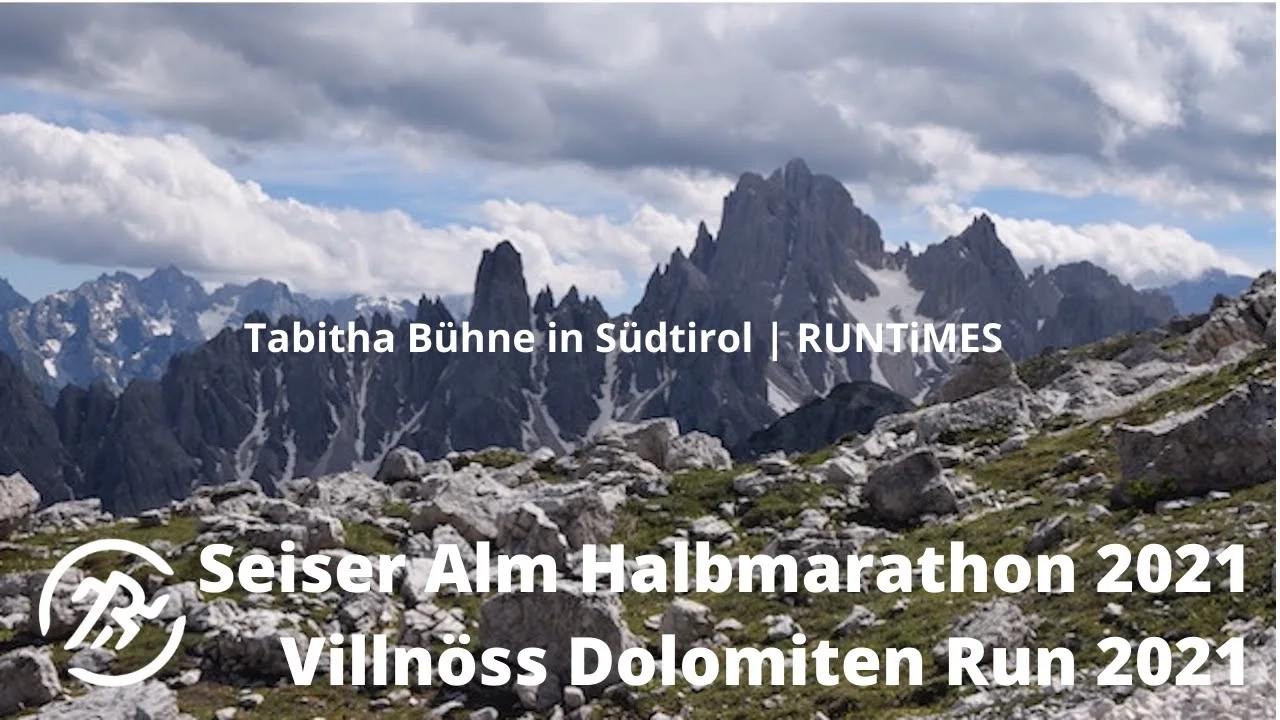 Tabitha Bühne in Südtirol | RUNTiMES
Seiser Alm Halbmarathon 2021
Villnöss Dolomiten Run 2021